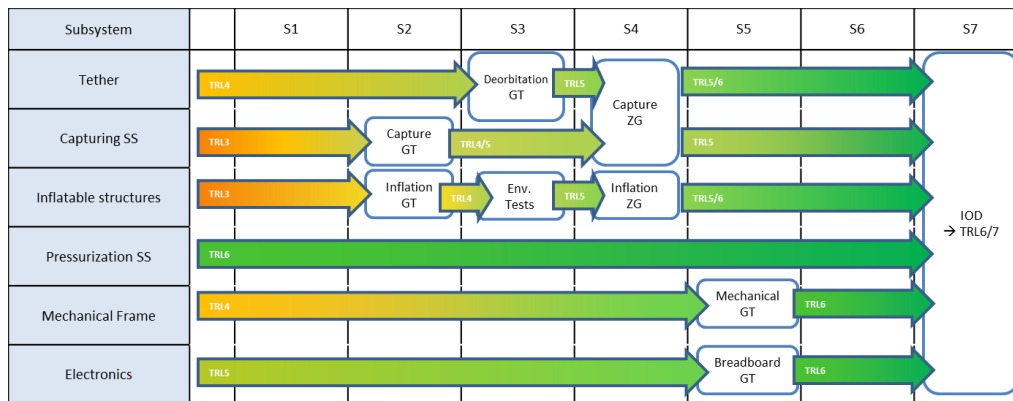 Subsystem S1 S2 S3 S4 S5 S6 S7
Tether
TRL4
Deorbitation
GT
TRL5
Capture
ZG
TRL5/6
Capturing SS
TRL3
Capture
GT
TRL4/5
TRL5
Inflatable structures
TRL3
Inflation
GT
TRL4
Env.
Tests
TRL5
Inflation
ZG
TRL5/6
IOD
→ TRL6/7
Pressurization SS
TRL6
Mechanical Frame
TRL4
Mechanical
GT
TRL6
Electronics
TRL5
Breadboard
GT
TRL6